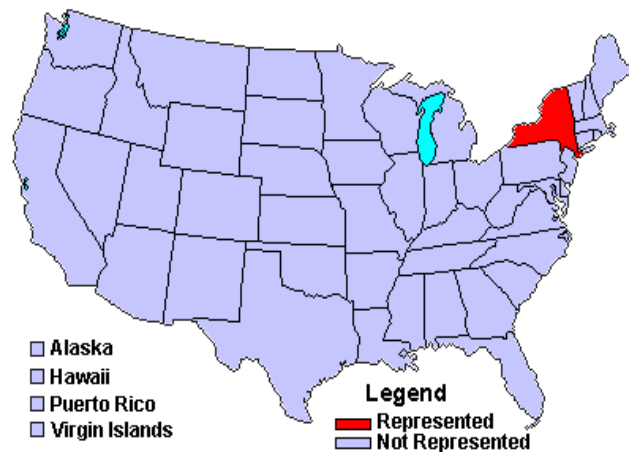 Alaska
Hawaii
Puerto Rico
Virgin Islands
Legend
Represented
Not Represented